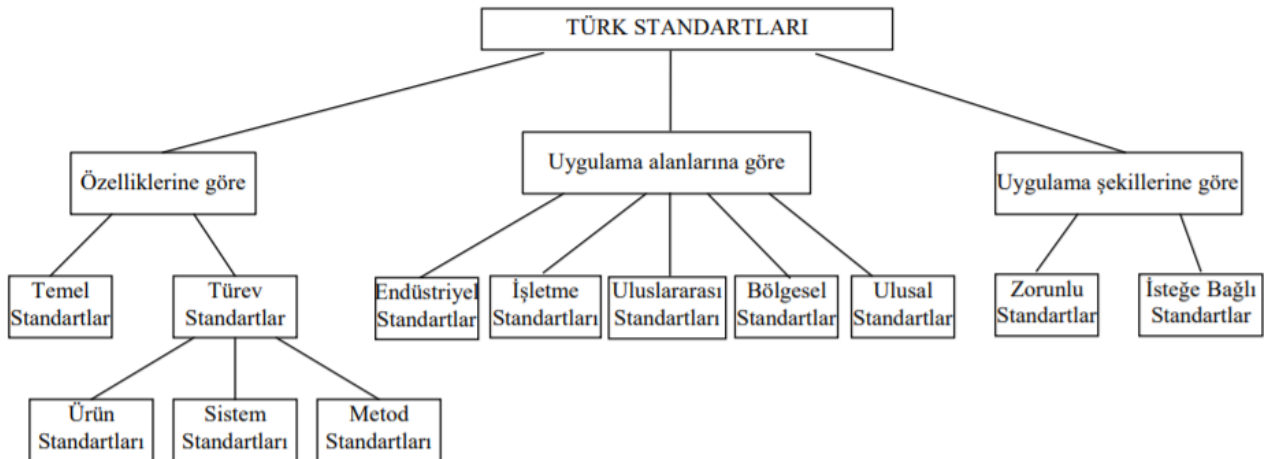 TÜRK STANDARTLARI
Özelliklerine göre
Uygulama alanlarına göre
Uygulama şekillerine göre
Temel
Standartlar
Türev
Standartlar
Endüstriyel
Standartlar
İşletme
Standartları
Uluslararası
Standartları
Bölgesel
Standartlar
Ulusal
Standartlar
Zorunlu
Standartlar
İsteğe Bağlı
Standartlar
Ürün
Standartları
Sistem
Standartları
Metod
Standartları